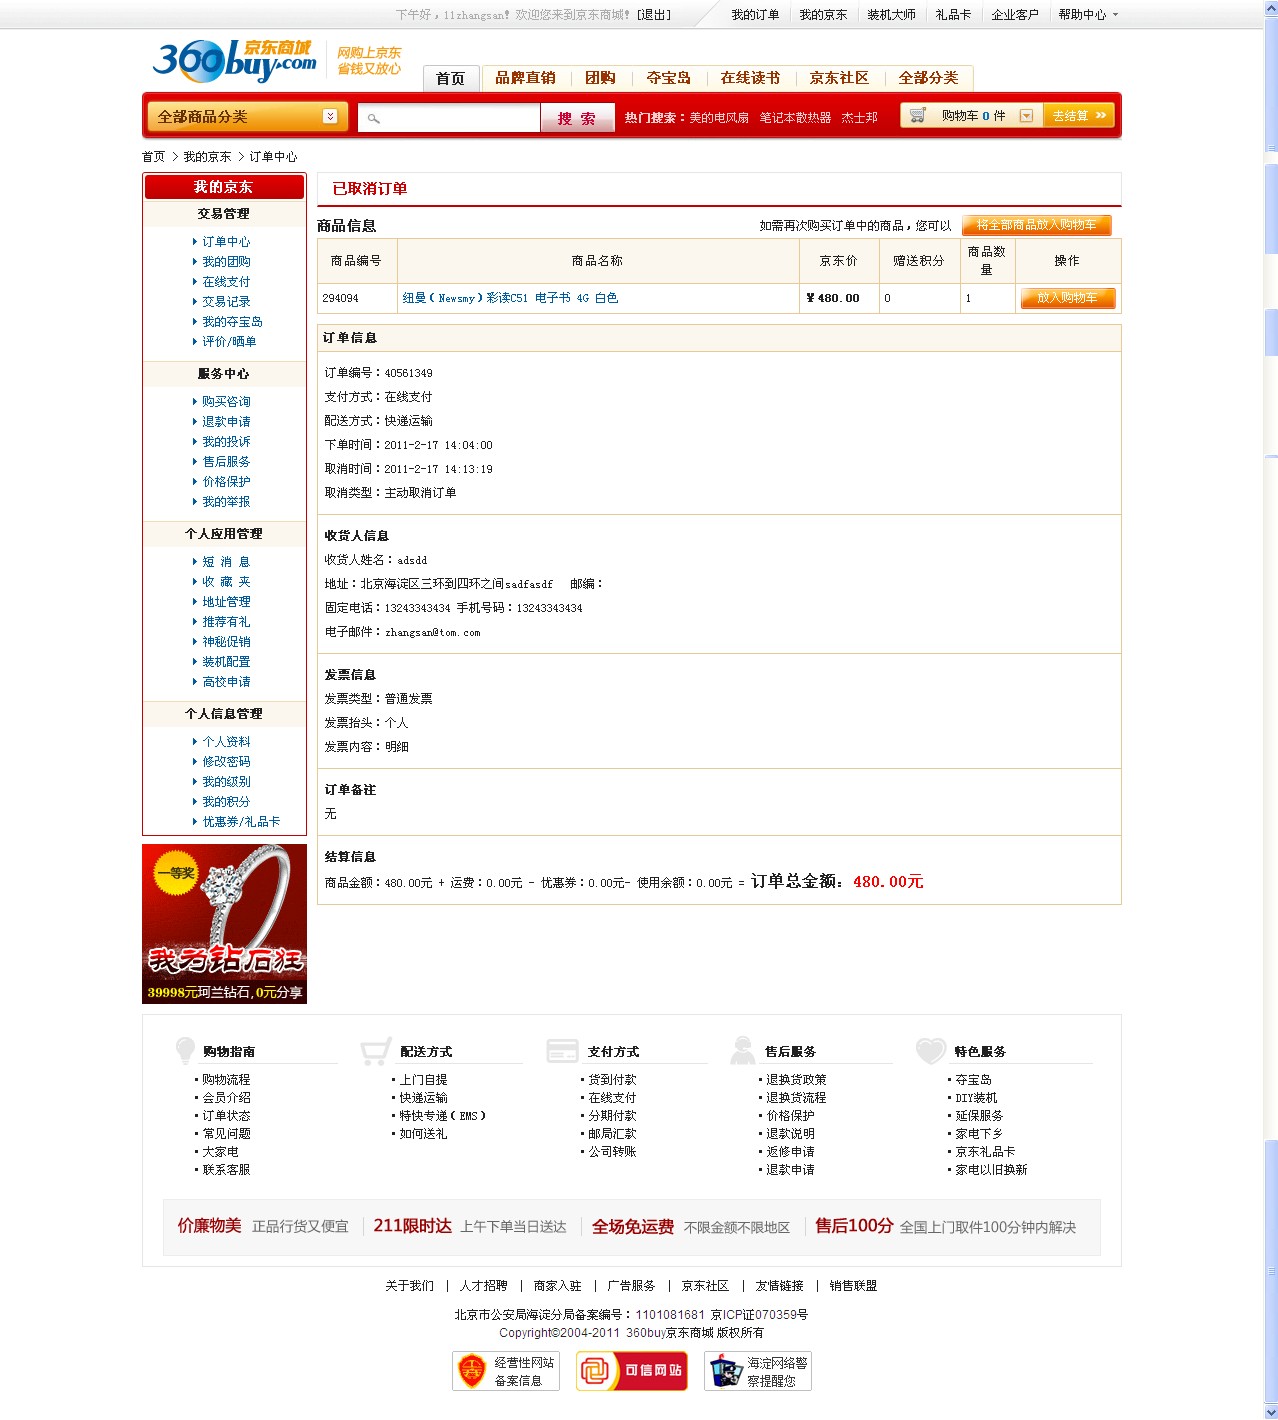 下午好，llzhangsan！欢迎您来到京东商城！[退出] 我的订单 我的京东 装机大师 礼品卡 企业客户 帮助中心
360buy.com 京东商城 网购上京东
省钱又放心
首页 品牌直销 团购 夺宝岛 在线读书 京东社区 全部分类
全部商品分类 搜 索 热门搜索：美的电风扇 笔记本散热器 杰士邦 购物车 0 件 去结算
首页 > 我的京东 > 订单中心
我的京东
交易管理
订单中心
我的团购
在线支付
交易记录
我的夺宝岛
评价/晒单
服务中心
购买咨询
退款申请
我的投诉
售后服务
价格保护
我的举报
个人应用管理
短 消 息
收 藏 夹
地址管理
推荐有礼
神秘促销
装机配置
高校申请
个人信息管理
个人资料
修改密码
我的级别
我的积分
优惠券/礼品卡
一等奖
我为钻石狂
39998元珂兰钻石,0元分享
已取消订单
商品信息 如需再次购买订单中的商品，您可以 将全部商品放入购物车
商品编号 商品名称 京东价 赠送积分 商品数量 操作
294094 纽曼（Newsmy）彩读C51 电子书 4G 白色 ￥480.00 0 1 放入购物车
订单信息
订单编号：40561349
支付方式：在线支付
配送方式：快递运输
下单时间：2011-2-17 14:04:00
取消时间：2011-2-17 14:13:19
取消类型：主动取消订单
收货人信息
收货人姓名：adsdd
地址：北京海淀区三环到四环之间sadfasdf 邮编：
固定电话：13243343434 手机号码：13243343434
电子邮件：zhangsan@tom.com
发票信息
发票类型：普通发票
发票抬头：个人
发票内容：明细
订单备注
无
结算信息
商品金额：480.00元 + 运费：0.00元 - 优惠券：0.00元- 使用余额：0.00元 = 订单总金额：480.00元
购物指南
购物流程
会员介绍
订单状态
常见问题
大家电
联系客服
配送方式
上门自提
快递运输
特快专递（EMS）
如何送礼
支付方式
货到付款
在线支付
分期付款
邮局汇款
公司转账
售后服务
退换货政策
退换货流程
价格保护
退款说明
返修申请
退款申请
特色服务
夺宝岛
DIY装机
延保服务
家电下乡
京东礼品卡
家电以旧换新
价廉物美 正品行货又便宜 211限时达 上午下单当日送达 全场免运费 不限金额不限地区 售后100分 全国上门取件100分钟内解决
关于我们 | 人才招聘 | 商家入驻 | 广告服务 | 京东社区 | 友情链接 | 销售联盟
北京市公安局海淀分局备案编号：1101081681 京ICP证070359号
Copyright©2004-2011 360buy京东商城 版权所有
经营性网站
备案信息
可信网站
海淀网络警
察提醒您